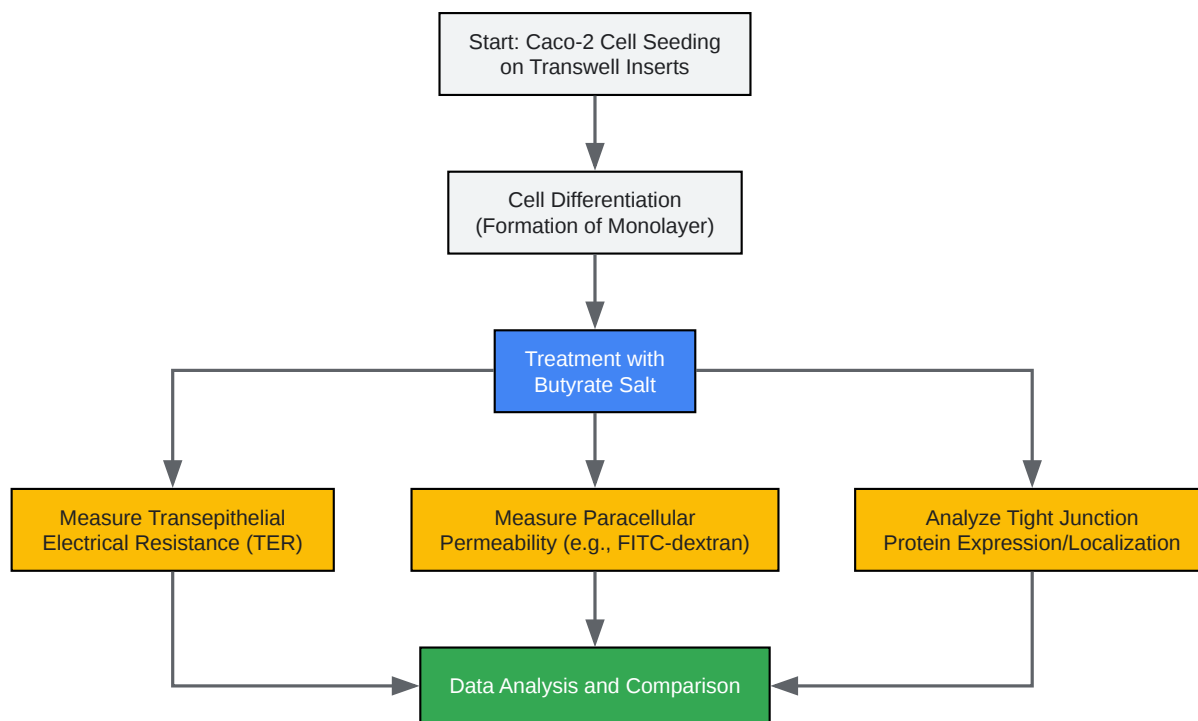 Start: Caco-2 Cell Seeding
on Transwell Inserts
Cell Differentiation
(Formation of Monolayer)
Treatment with
Butyrate Salt
Measure Transepithelial
Electrical Resistance (TER)
Measure Paracellular
Permeability (e.g., FITC-dextran)
Analyze Tight Junction
Protein Expression/Localization
Data Analysis and Comparison